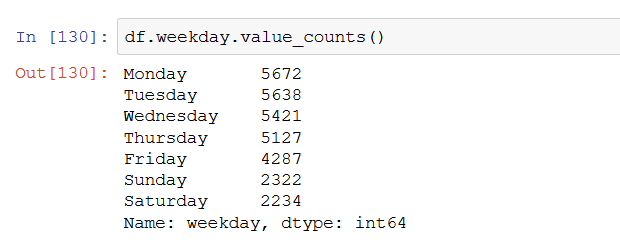 In [130]: df.weekday.value_counts()
Out[130]: Monday 5672
Tuesday 5638
Wednesday 5421
Thursday 5127
Friday 4287
Sunday 2322
Saturday 2234
Name: weekday, dtype: int64